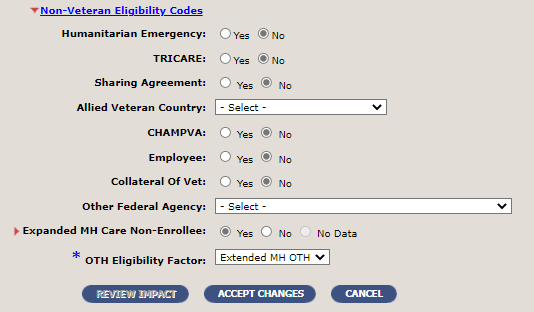 Non-Veteran Eligibility Codes
Humanitarian Emergency: Yes No
TRICARE: Yes No
Sharing Agreement: Yes No
Allied Veteran Country: - Select -
CHAMPVA: Yes No
Employee: Yes No
Collateral Of Vet: Yes No
Other Federal Agency: - Select -
Expanded MH Care Non-Enrollee: Yes No No Data
* OTH Eligibility Factor: Extended MH OTH
REVIEW IMPACT ACCEPT CHANGES CANCEL